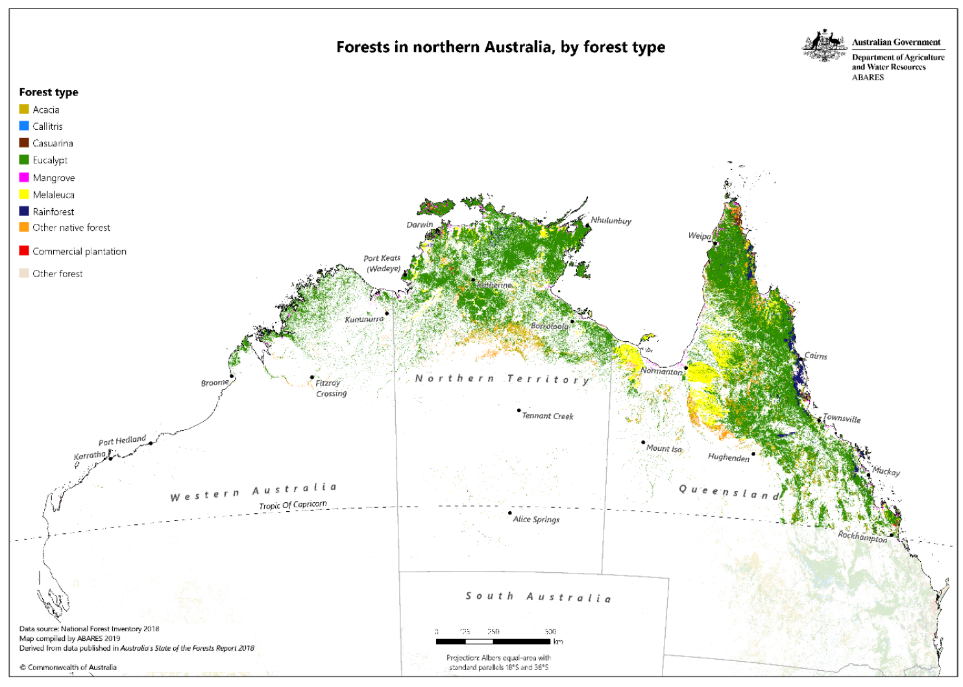 Forests in northern Australia, by forest type
Australian Government
Department of Agriculture
and Water Resources
ABARES
Forest type
Acacia
Callitris
Casuarina
Eucalypt
Mangrove
Melaleuca
Rainforest
Other native forest
Commercial plantation
Other forest
Darwin
Nhulunbuy
Weipa
Port Keats
(Wadeye)
Katherine
Kununurra
Borroloola
Cairns
Broome
Fitzroy
Crossing
Northern Territory
Normanton
Tennant Creek
Townsville
Port Hedland
Karratha
Mount Isa
Hughenden
Mackay
Western Australia
Queensland
Tropic Of Capricorn
Alice Springs
Rockhampton
South Australia
0 125 250 500
km
Projection: Albers equal-area with
standard parallels 18°S and 36°S
Data source: National Forest Inventory 2018
Map compiled by ABARES 2019
Derived from data published in Australia's State of the Forests Report 2018
© Commonwealth of Australia